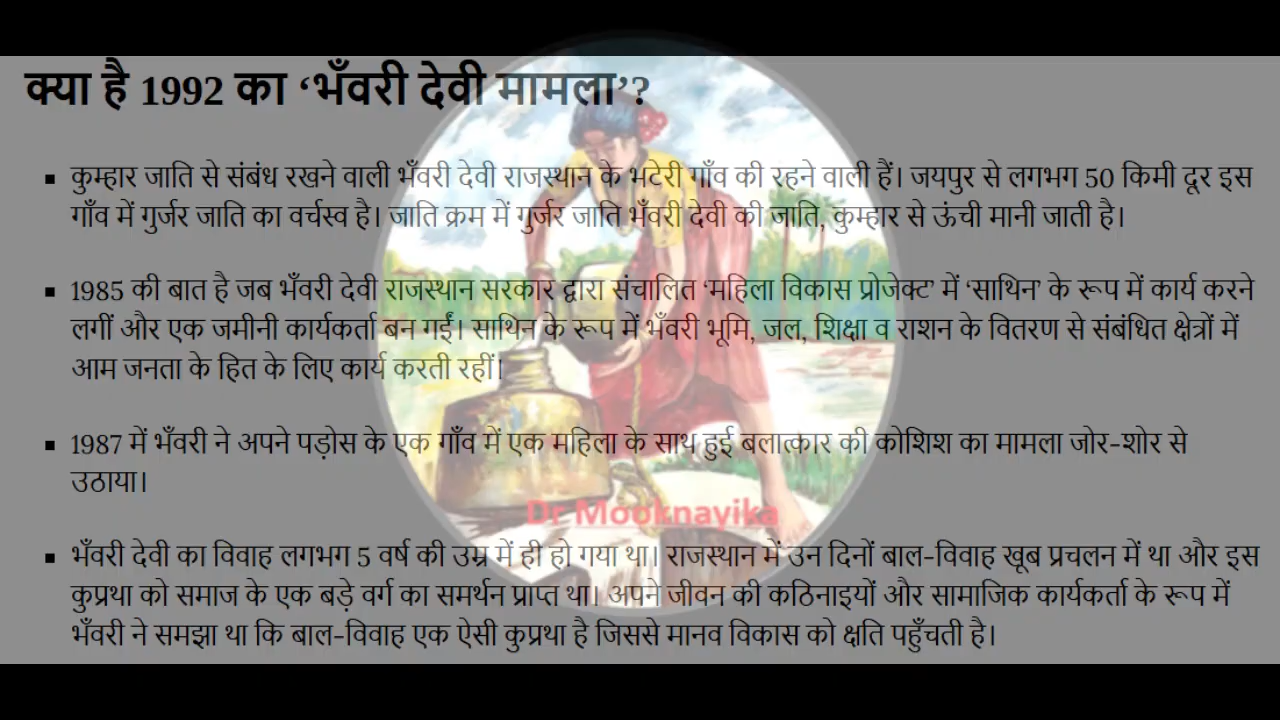 क्या है 1992 का ‘भँवरी देवी मामला’?
▪ कुम्हार जाति से संबंध रखने वाली भँवरी देवी राजस्थान के भटेरी गाँव की रहने वाली हैं। जयपुर से लगभग 50 किमी दूर इस
गाँव में गुर्जर जाति का वर्चस्व है। जाति क्रम में गुर्जर जाति भँवरी देवी की जाति, कुम्हार से ऊंची मानी जाती है।
▪ 1985 की बात है जब भँवरी देवी राजस्थान सरकार द्वारा संचालित ‘महिला विकास प्रोजेक्ट’ में ‘साथिन’ के रूप में कार्य करने
लगीं और एक जमीनी कार्यकर्ता बन गईं। साथिन के रूप में भँवरी भूमि, जल, शिक्षा व राशन के वितरण से संबंधित क्षेत्रों में
आम जनता के हित के लिए कार्य करती रहीं।
▪ 1987 में भँवरी ने अपने पड़ोस के एक गाँव में एक महिला के साथ हुई बलात्कार की कोशिश का मामला जोर-शोर से
उठाया।
Dr Mooknayika
▪ भँवरी देवी का विवाह लगभग 5 वर्ष की उम्र में ही हो गया था। राजस्थान में उन दिनों बाल-विवाह खूब प्रचलन में था और इस
कुप्रथा को समाज के एक बड़े वर्ग का समर्थन प्राप्त था। अपने जीवन की कठिनाइयों और सामाजिक कार्यकर्ता के रूप में
भँवरी ने समझा था कि बाल-विवाह एक ऐसी कुप्रथा है जिससे मानव विकास को क्षति पहुँचती है।